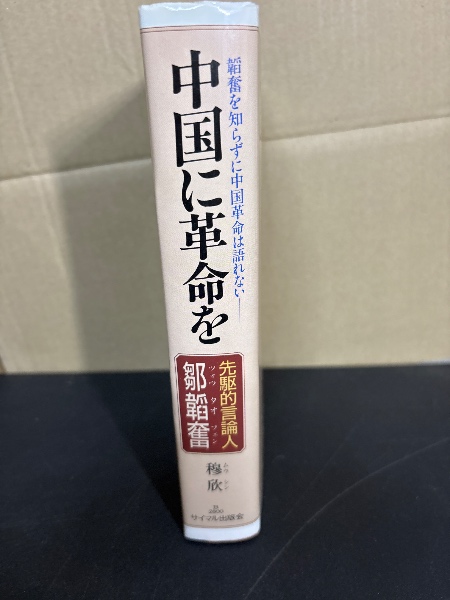 韜奮を知らずに中国革命は語れない―
中国に革命を
先駆的言論人
ツォウ タオ フェン
鄒韜奮
穆欣
サイマル出版会